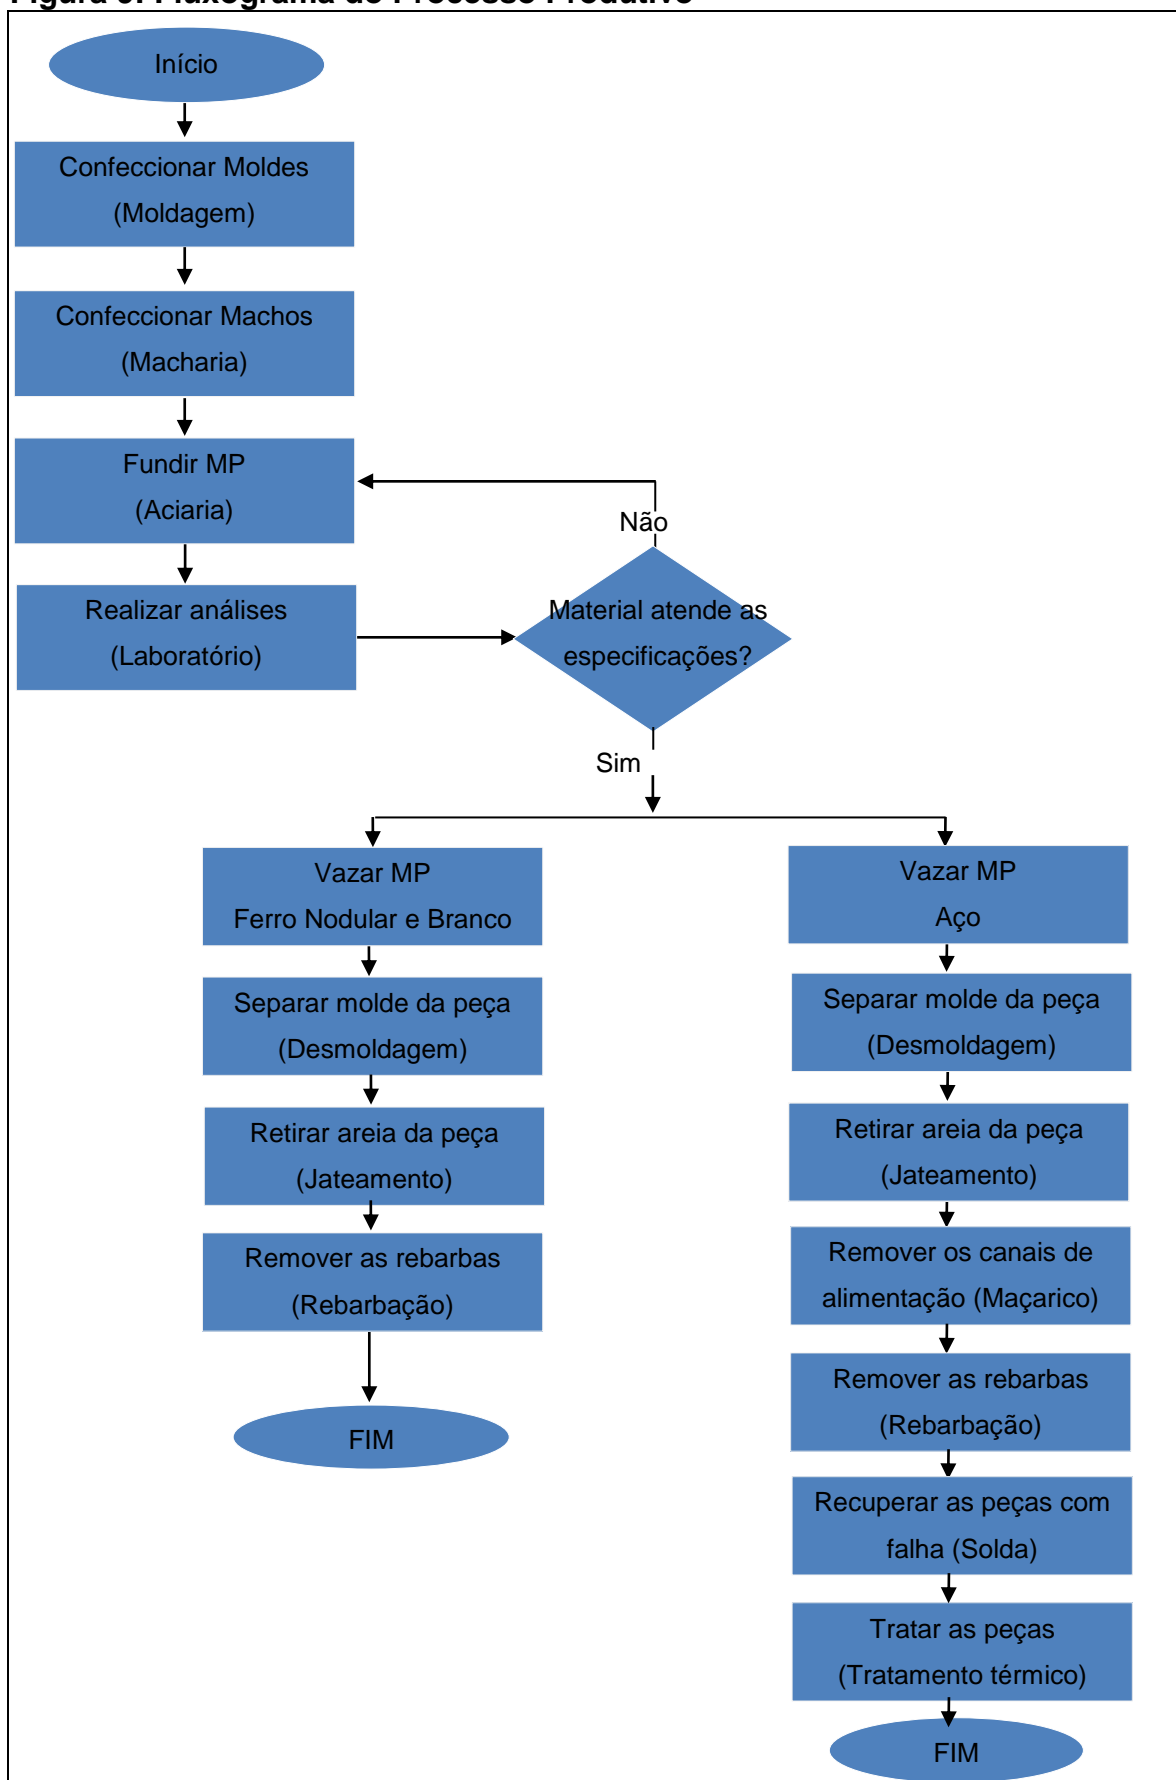 Início
Confeccionar Moldes
(Moldagem)
Confeccionar Machos
(Macharia)
Fundir MP
(Aciaria)
Não
Realizar análises
(Laboratório)
Material atende as
especificações?
Sim
Vazar MP
Ferro Nodular e Branco
Separar molde da peça
(Desmoldagem)
Retirar areia da peça
(Jateamento)
Remover as rebarbas
(Rebarbação)
FIM
Vazar MP
Aço
Separar molde da peça
(Desmoldagem)
Retirar areia da peça
(Jateamento)
Remover os canais de
alimentação (Maçarico)
Remover as rebarbas
(Rebarbação)
Recuperar as peças com
falha (Solda)
Tratar as peças
(Tratamento térmico)
FIM